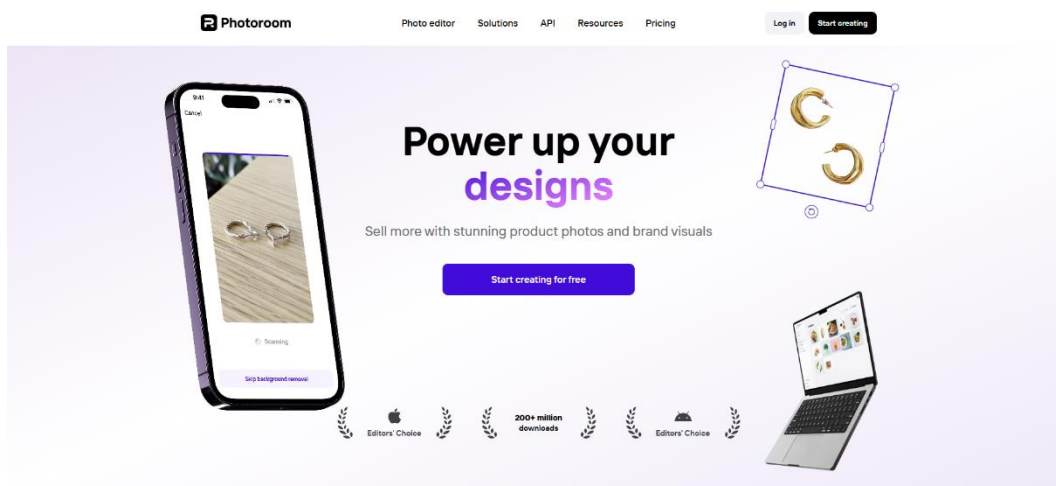 Photoroom
Photo editor
Solutions
API
Resources
Pricing
Log in
Start creating
9:41
Cancel
Power up your
designs
Sell more with stunning product photos and brand visuals
Start creating for free
Scanning
Skip background removal
Editors' Choice
200+ million
downloads
Editors' Choice